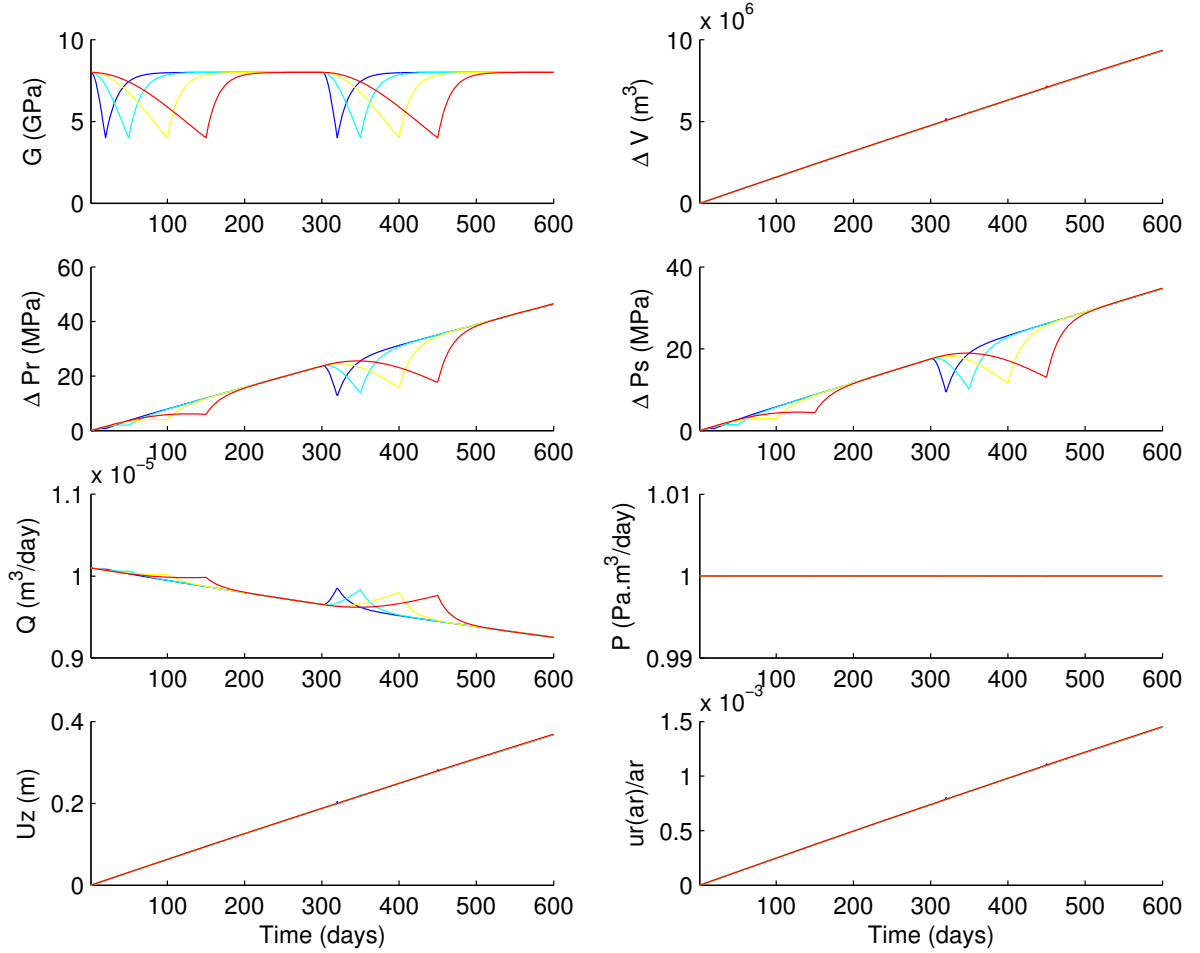 x 10^6
10
5
0
G (GPa)
100 200 300 400 500 600
10
5
0
Δ V (m^3)
100 200 300 400 500 600
60
40
20
0
Δ Pr (MPa)
100 200 300 400 500 600
40
20
0
Δ Ps (MPa)
100 200 300 400 500 600
x 10^−5
1.1
1
0.9
Q (m^3/day)
100 200 300 400 500 600
1.01
1
0.99
P (Pa.m^3/day)
100 200 300 400 500 600
0.4
0.2
0
Uz (m)
100 200 300 400 500 600
Time (days)
x 10^−3
1.5
1
0.5
0
ur(ar)/ar
100 200 300 400 500 600
Time (days)